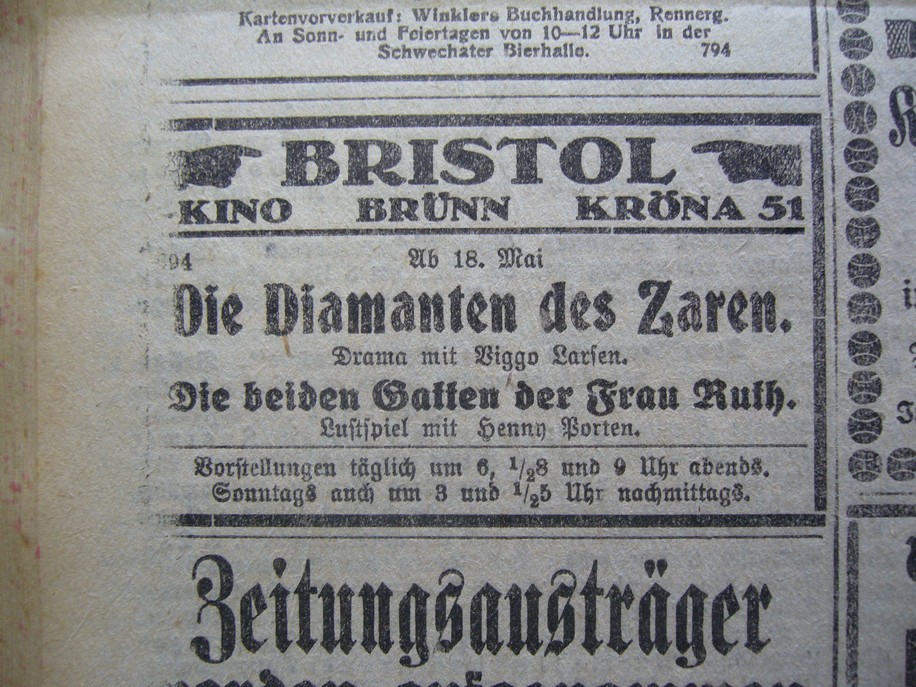 Kartenvorverkauf: Winklers Buchhandlung, Rennerg.
An Sonn- und Feiertagen von 10—12 Uhr in der
Schwechater Bierhalle. 794
BRISTOL
KINO BRÜNN KRÖNA 51
94 Ab 18. Mai
Die Diamanten des Zaren.
Drama mit Viggo Larsen.
Die beiden Gatten der Frau Ruth.
Lustspiel mit Henny Porten.
Vorstellungen täglich um 6, 1/28 und 9 Uhr abends.
Sonntags auch um 3 und 1/25 Uhr nachmittags.
Zeitungsausträger